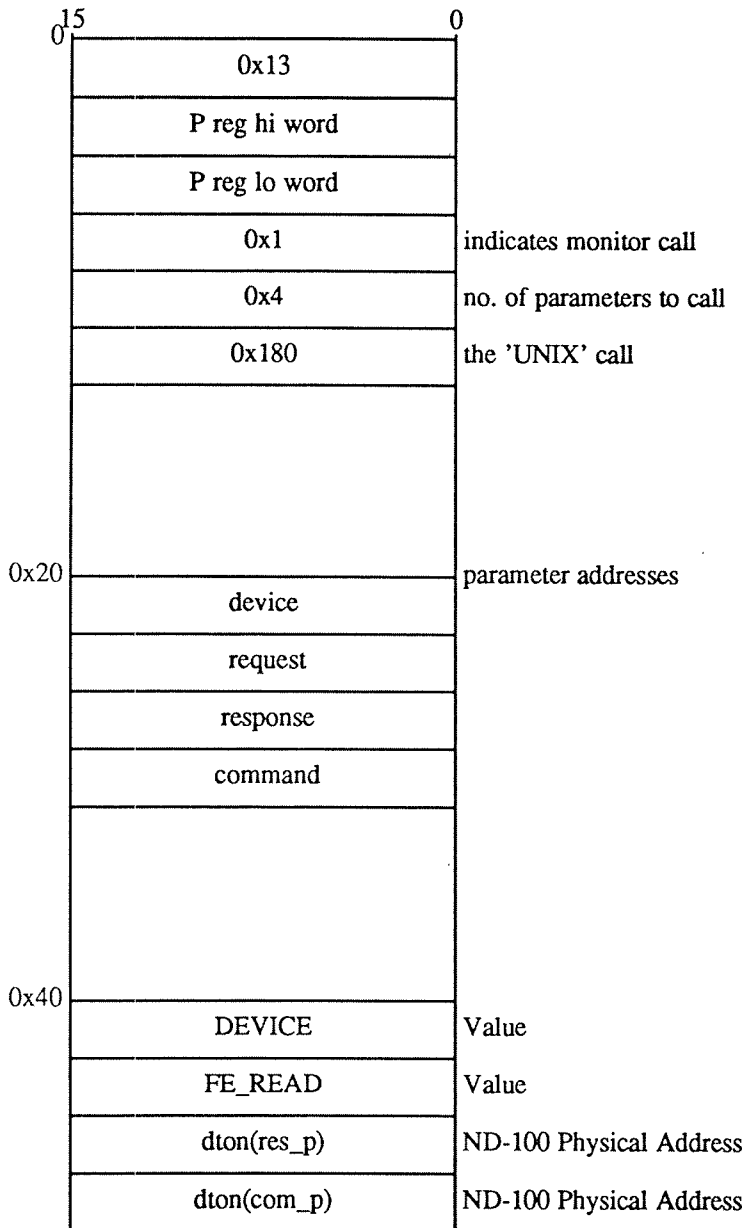 15 0
0
0x13
P reg hi word
P reg lo word
0x1 indicates monitor call
0x4 no. of parameters to call
0x180 the 'UNIX' call
0x20 parameter addresses
device
request
response
command
0x40
DEVICE Value
FE_READ Value
dton(res_p) ND-100 Physical Address
dton(com_p) ND-100 Physical Address